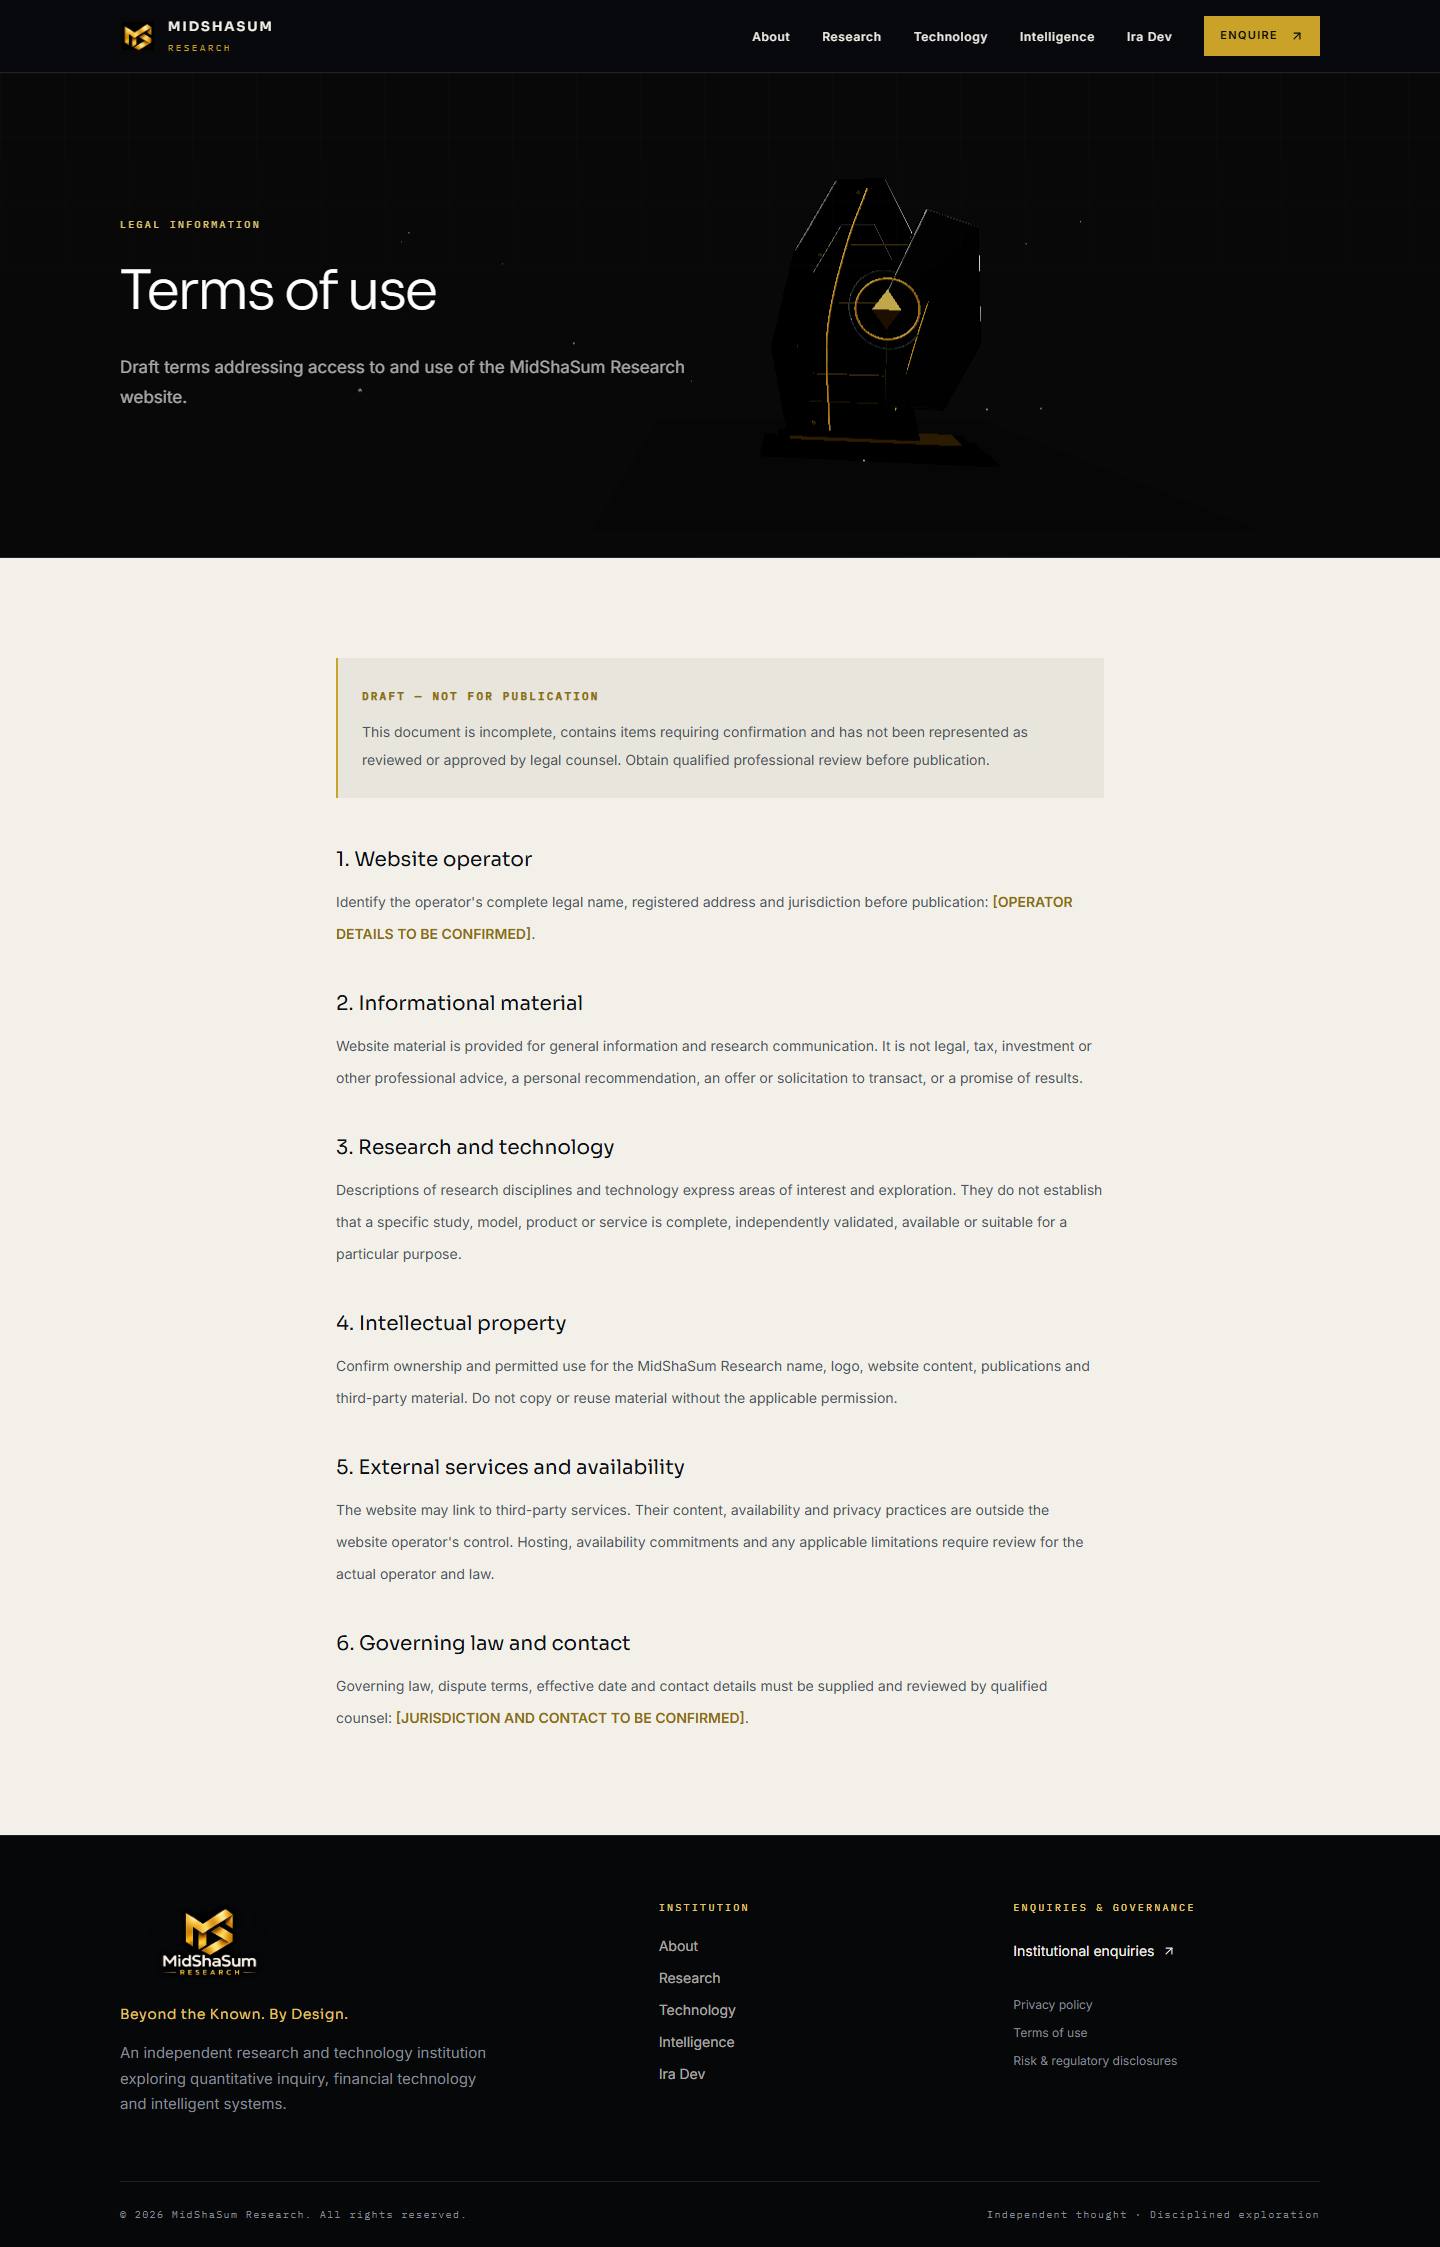 MIDSHASUM
RESEARCH
About
Research
Technology
Intelligence
Ira Dev
ENQUIRE
LEGAL INFORMATION
Terms of use
Draft terms addressing access to and use of the MidShaSum Research
website.
DRAFT — NOT FOR PUBLICATION
This document is incomplete, contains items requiring confirmation and has not been represented as
reviewed or approved by legal counsel. Obtain qualified professional review before publication.
1. Website operator
Identify the operator's complete legal name, registered address and jurisdiction before publication: [OPERATOR
DETAILS TO BE CONFIRMED].
2. Informational material
Website material is provided for general information and research communication. It is not legal, tax, investment or
other professional advice, a personal recommendation, an offer or solicitation to transact, or a promise of results.
3. Research and technology
Descriptions of research disciplines and technology express areas of interest and exploration. They do not establish
that a specific study, model, product or service is complete, independently validated, available or suitable for a
particular purpose.
4. Intellectual property
Confirm ownership and permitted use for the MidShaSum Research name, logo, website content, publications and
third-party material. Do not copy or reuse material without the applicable permission.
5. External services and availability
The website may link to third-party services. Their content, availability and privacy practices are outside the
website operator's control. Hosting, availability commitments and any applicable limitations require review for the
actual operator and law.
6. Governing law and contact
Governing law, dispute terms, effective date and contact details must be supplied and reviewed by qualified
counsel: [JURISDICTION AND CONTACT TO BE CONFIRMED].
MidShaSum
RESEARCH
Beyond the Known. By Design.
An independent research and technology institution
exploring quantitative inquiry, financial technology
and intelligent systems.
INSTITUTION
About
Research
Technology
Intelligence
Ira Dev
ENQUIRIES & GOVERNANCE
Institutional enquiries
Privacy policy
Terms of use
Risk & regulatory disclosures
© 2026 MidShaSum Research. All rights reserved.
Independent thought · Disciplined exploration